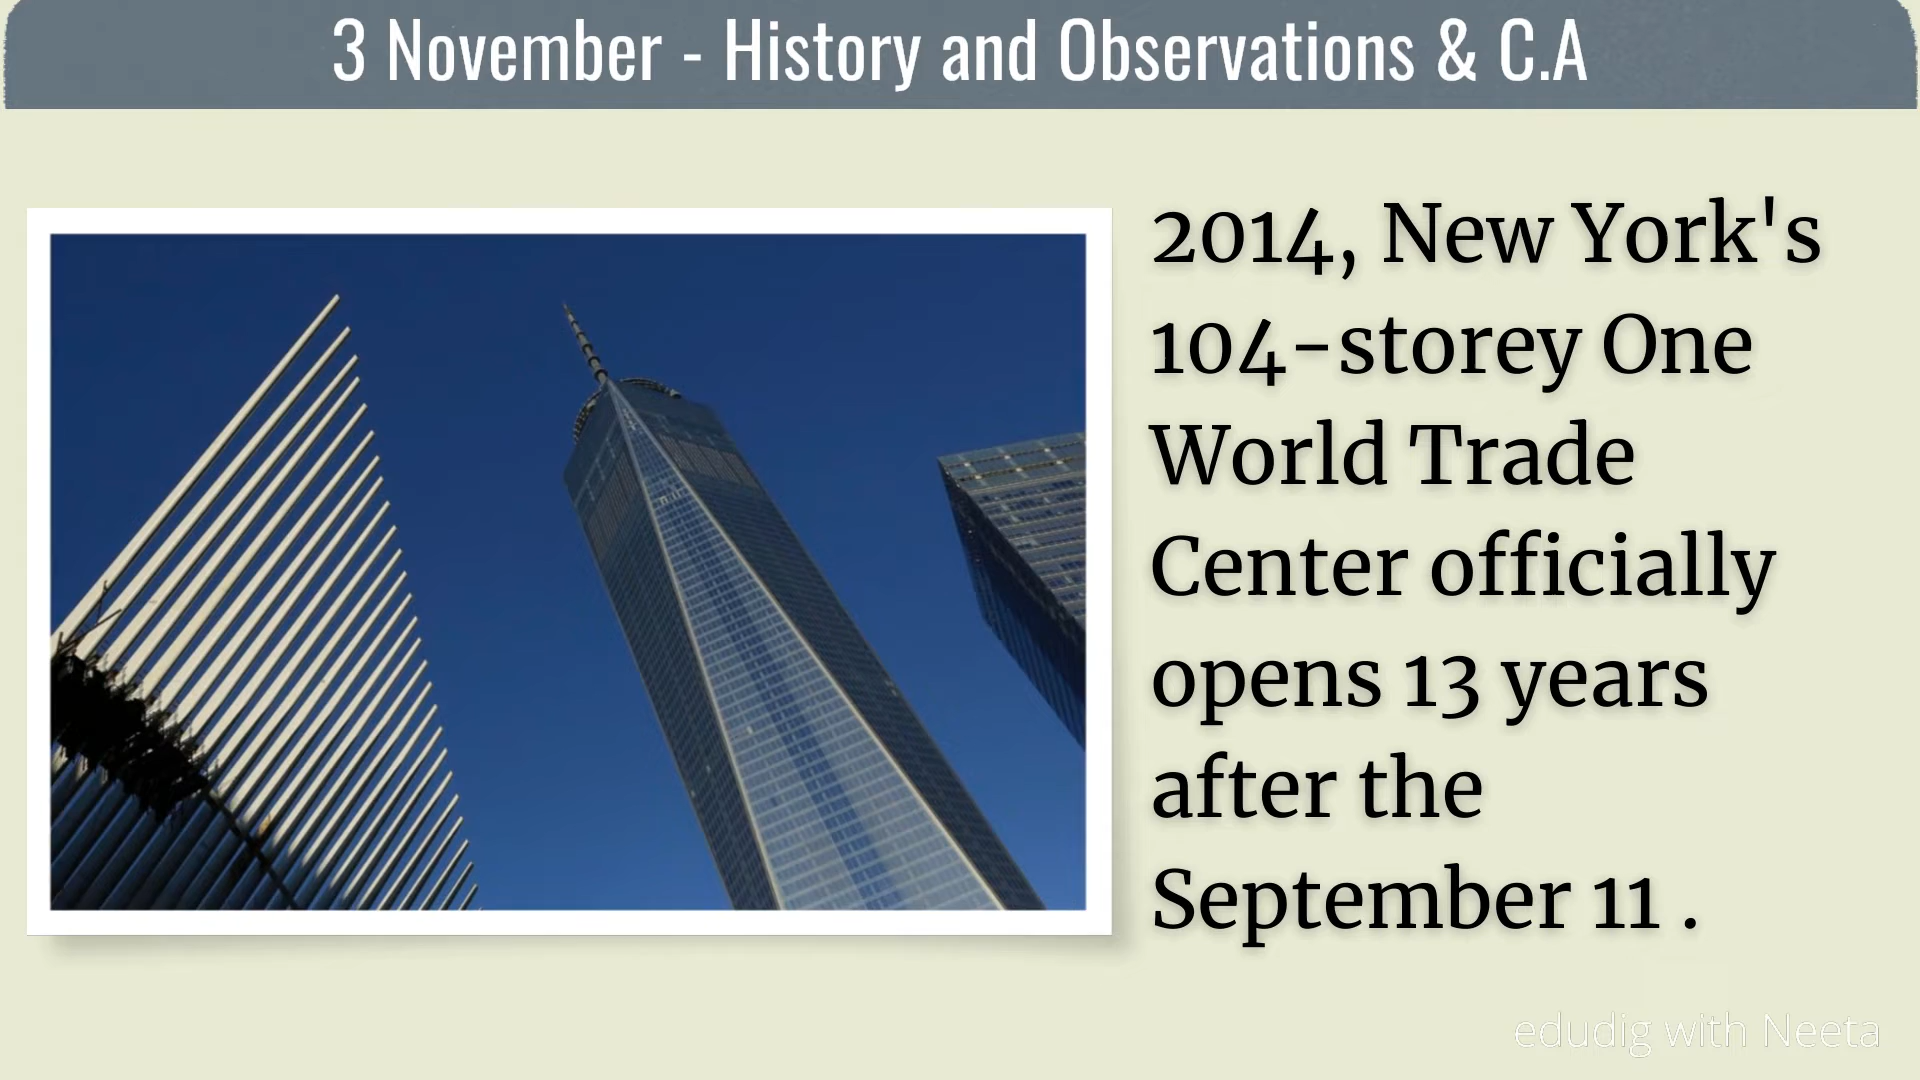 3 November - History and Observations & C.A
2014, New York's
104-storey One
World Trade
Center officially
opens 13 years
after the
September 11 .
edudig with Neeta